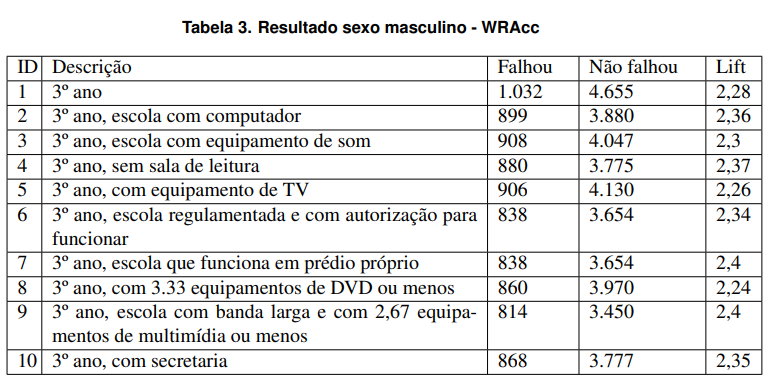 Tabela 3. Resultado sexo masculino - WRAcc
ID Descrição Falhou Não falhou Lift
1 3º ano 1.032 4.655 2,28
2 3º ano, escola com computador 899 3.880 2,36
3 3º ano, escola com equipamento de som 908 4.047 2,3
4 3º ano, sem sala de leitura 880 3.775 2,37
5 3º ano, com equipamento de TV 906 4.130 2,26
6 3º ano, escola regulamentada e com autorização para 838 3.654 2,34
funcionar
7 3º ano, escola que funciona em prédio próprio 838 3.654 2,4
8 3º ano, com 3.33 equipamentos de DVD ou menos 860 3.970 2,24
9 3º ano, escola com banda larga e com 2,67 equipa- 814 3.450 2,4
mentos de multimídia ou menos
10 3º ano, com secretaria 868 3.777 2,35